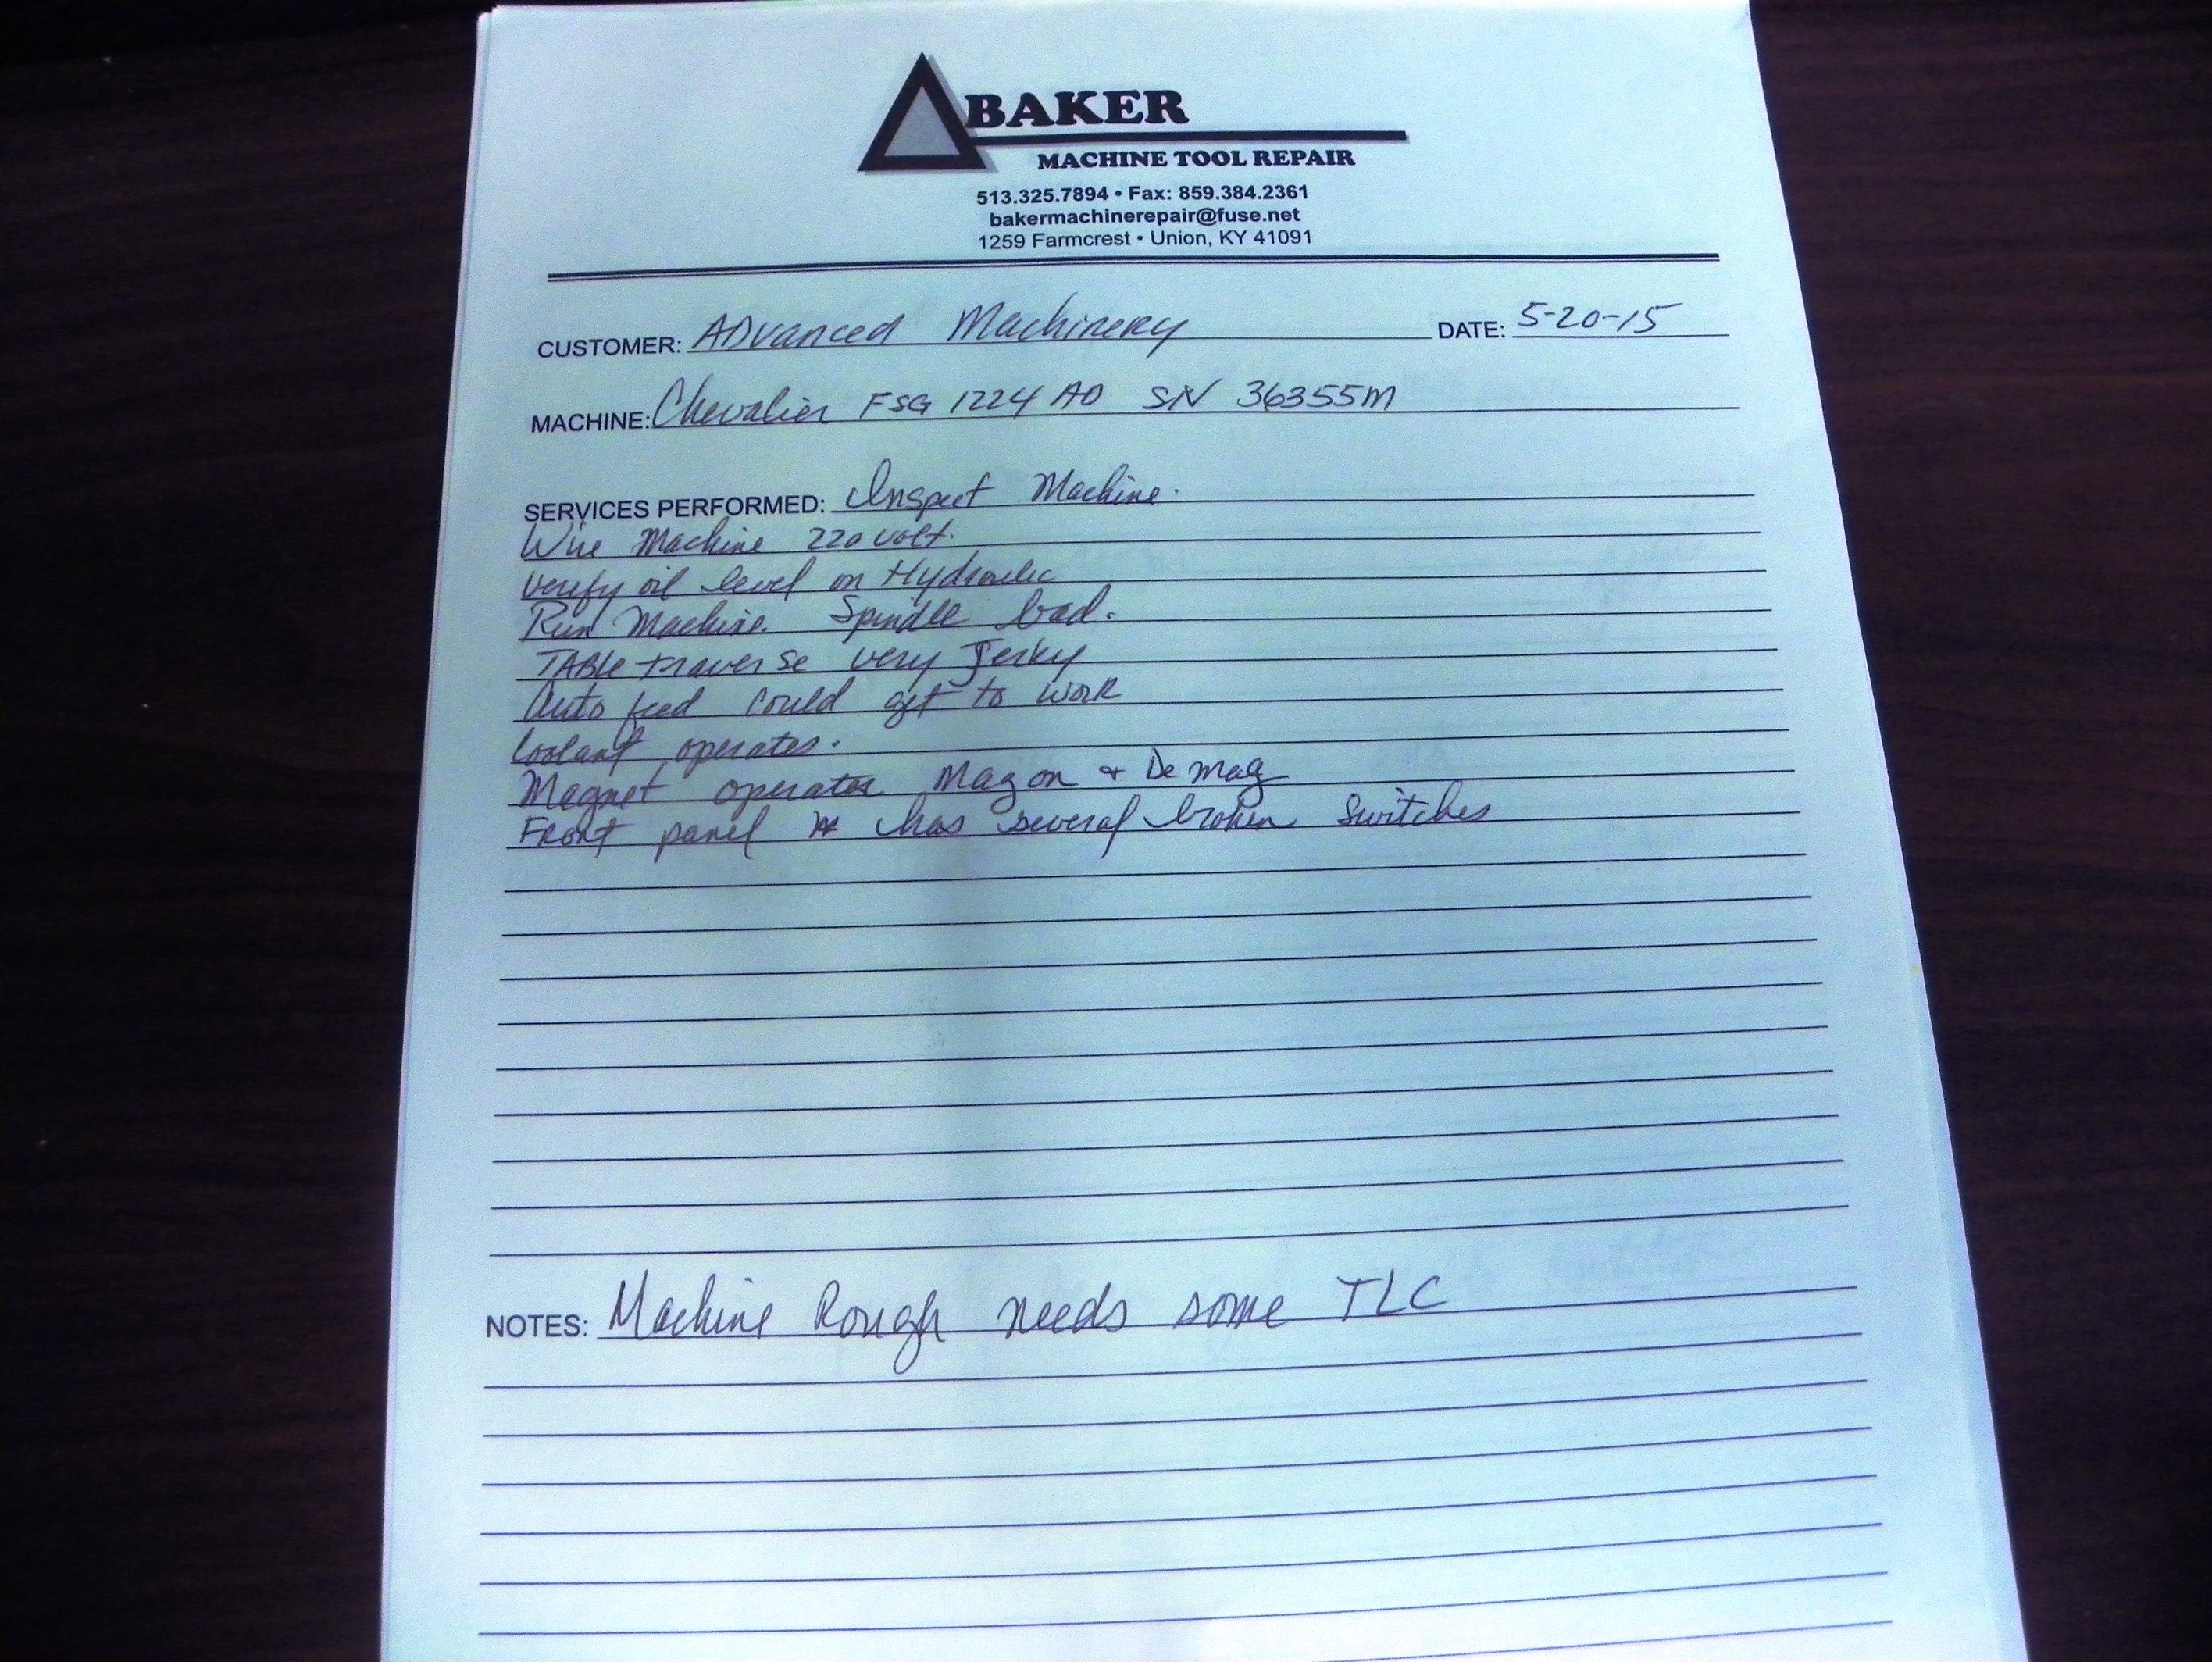 BAKER
MACHINE TOOL REPAIR
513.325.7894 • Fax: 859.384.2361
bakermachinerepair@fuse.net
1259 Farmcrest • Union, KY 41091
CUSTOMER: ADvanced Machinery DATE: 5-20-15
MACHINE: Chevalier FSG 1224 AD SN 36355M
SERVICES PERFORMED: Inspect Machine.
Wire Machine 220 volt.
verify oil level on Hydraulic
Run Machine. Spindle bad.
TABle traverse very Jerky
Auto feed could get to work
Coolant operates.
Magnet operates. Mag on & De mag
Front panel has several broken switches
NOTES: Machine Rough needs some TLC